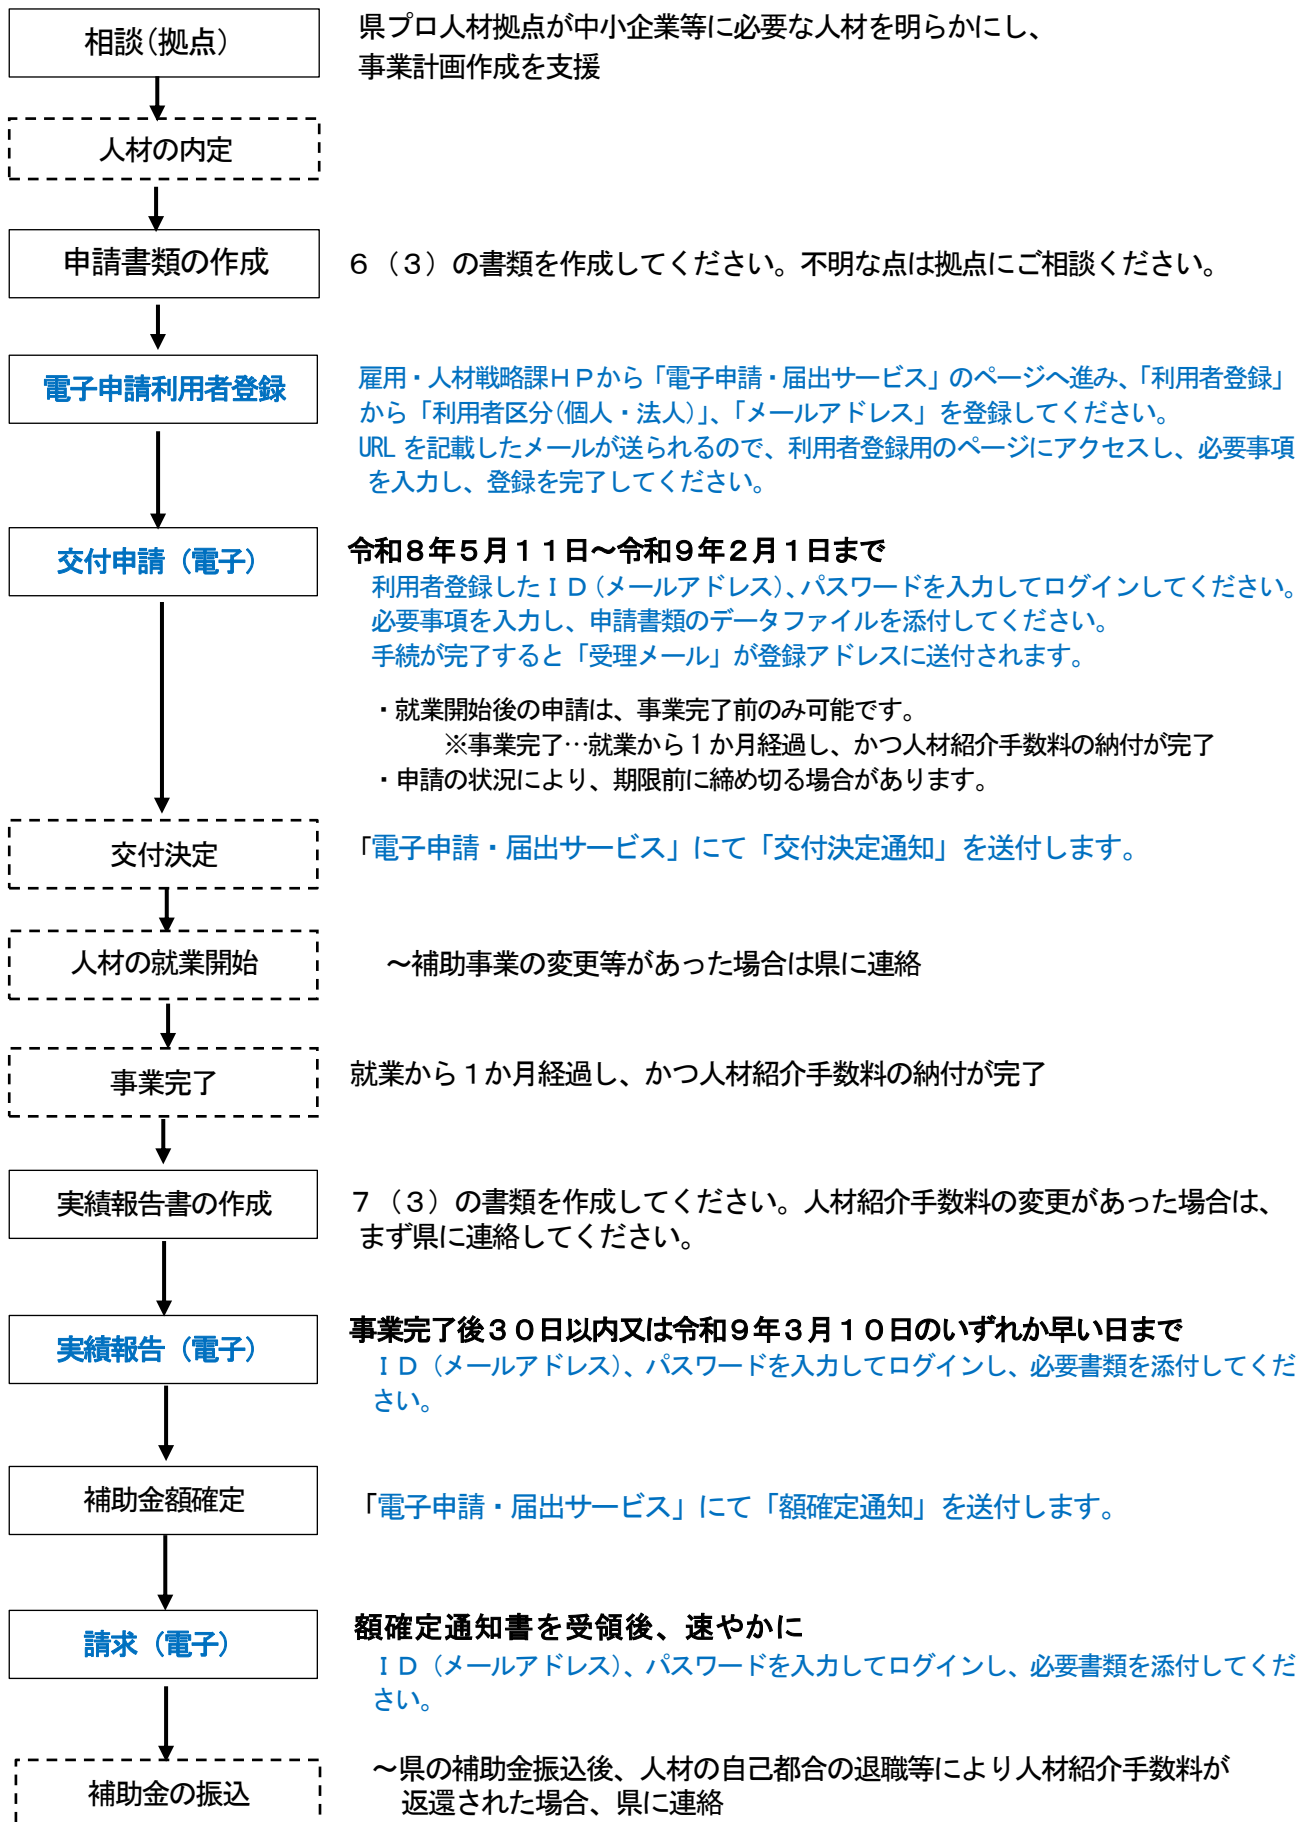 相談(拠点)
県プロ人材拠点が中小企業等に必要な人材を明らかにし、
事業計画作成を支援
人材の内定
申請書類の作成
６（３）の書類を作成してください。不明な点は拠点にご相談ください。
電子申請利用者登録
雇用・人材戦略課ＨＰから「電子申請・届出サービス」のページへ進み、「利用者登録」
から「利用者区分(個人・法人)」、「メールアドレス」を登録してください。
URLを記載したメールが送られるので、利用者登録用のページにアクセスし、必要事項
を入力し、登録を完了してください。
交付申請（電子）
令和８年５月１１日～令和９年２月１日まで
利用者登録したＩＤ(メールアドレス)、パスワードを入力してログインしてください。
必要事項を入力し、申請書類のデータファイルを添付してください。
手続が完了すると「受理メール」が登録アドレスに送付されます。
・就業開始後の申請は、事業完了前のみ可能です。
※事業完了…就業から１か月経過し、かつ人材紹介手数料の納付が完了
・申請の状況により、期限前に締め切る場合があります。
交付決定
「電子申請・届出サービス」にて「交付決定通知」を送付します。
人材の就業開始
～補助事業の変更等があった場合は県に連絡
事業完了
就業から１か月経過し、かつ人材紹介手数料の納付が完了
実績報告書の作成
７（３）の書類を作成してください。人材紹介手数料の変更があった場合は、
まず県に連絡してください。
実績報告（電子）
事業完了後３０日以内又は令和９年３月１０日のいずれか早い日まで
ＩＤ（メールアドレス)、パスワードを入力してログインし、必要書類を添付してくだ
さい。
補助金額確定
「電子申請・届出サービス」にて「額確定通知」を送付します。
請求（電子）
額確定通知書を受領後、速やかに
ＩＤ（メールアドレス)、パスワードを入力してログインし、必要書類を添付してくだ
さい。
補助金の振込
～県の補助金振込後、人材の自己都合の退職等により人材紹介手数料が
返還された場合、県に連絡